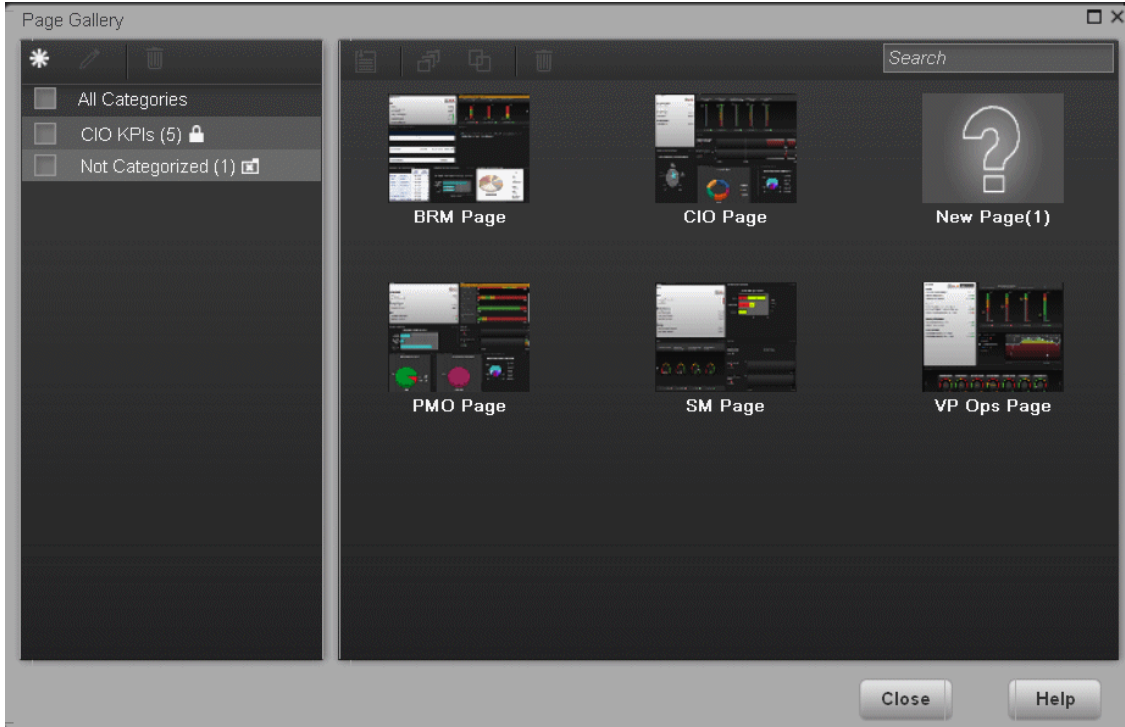 Page Gallery
Search
All Categories
CIO KPIs (5)
Not Categorized (1)
BRM Page
CIO Page
New Page(1)
PMO Page
SM Page
VP Ops Page
Close
Help